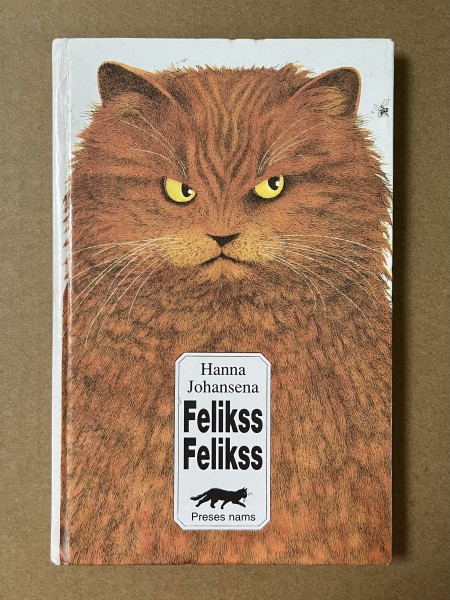 Hanna
Johansena
Felikss
Felikss
Preses nams